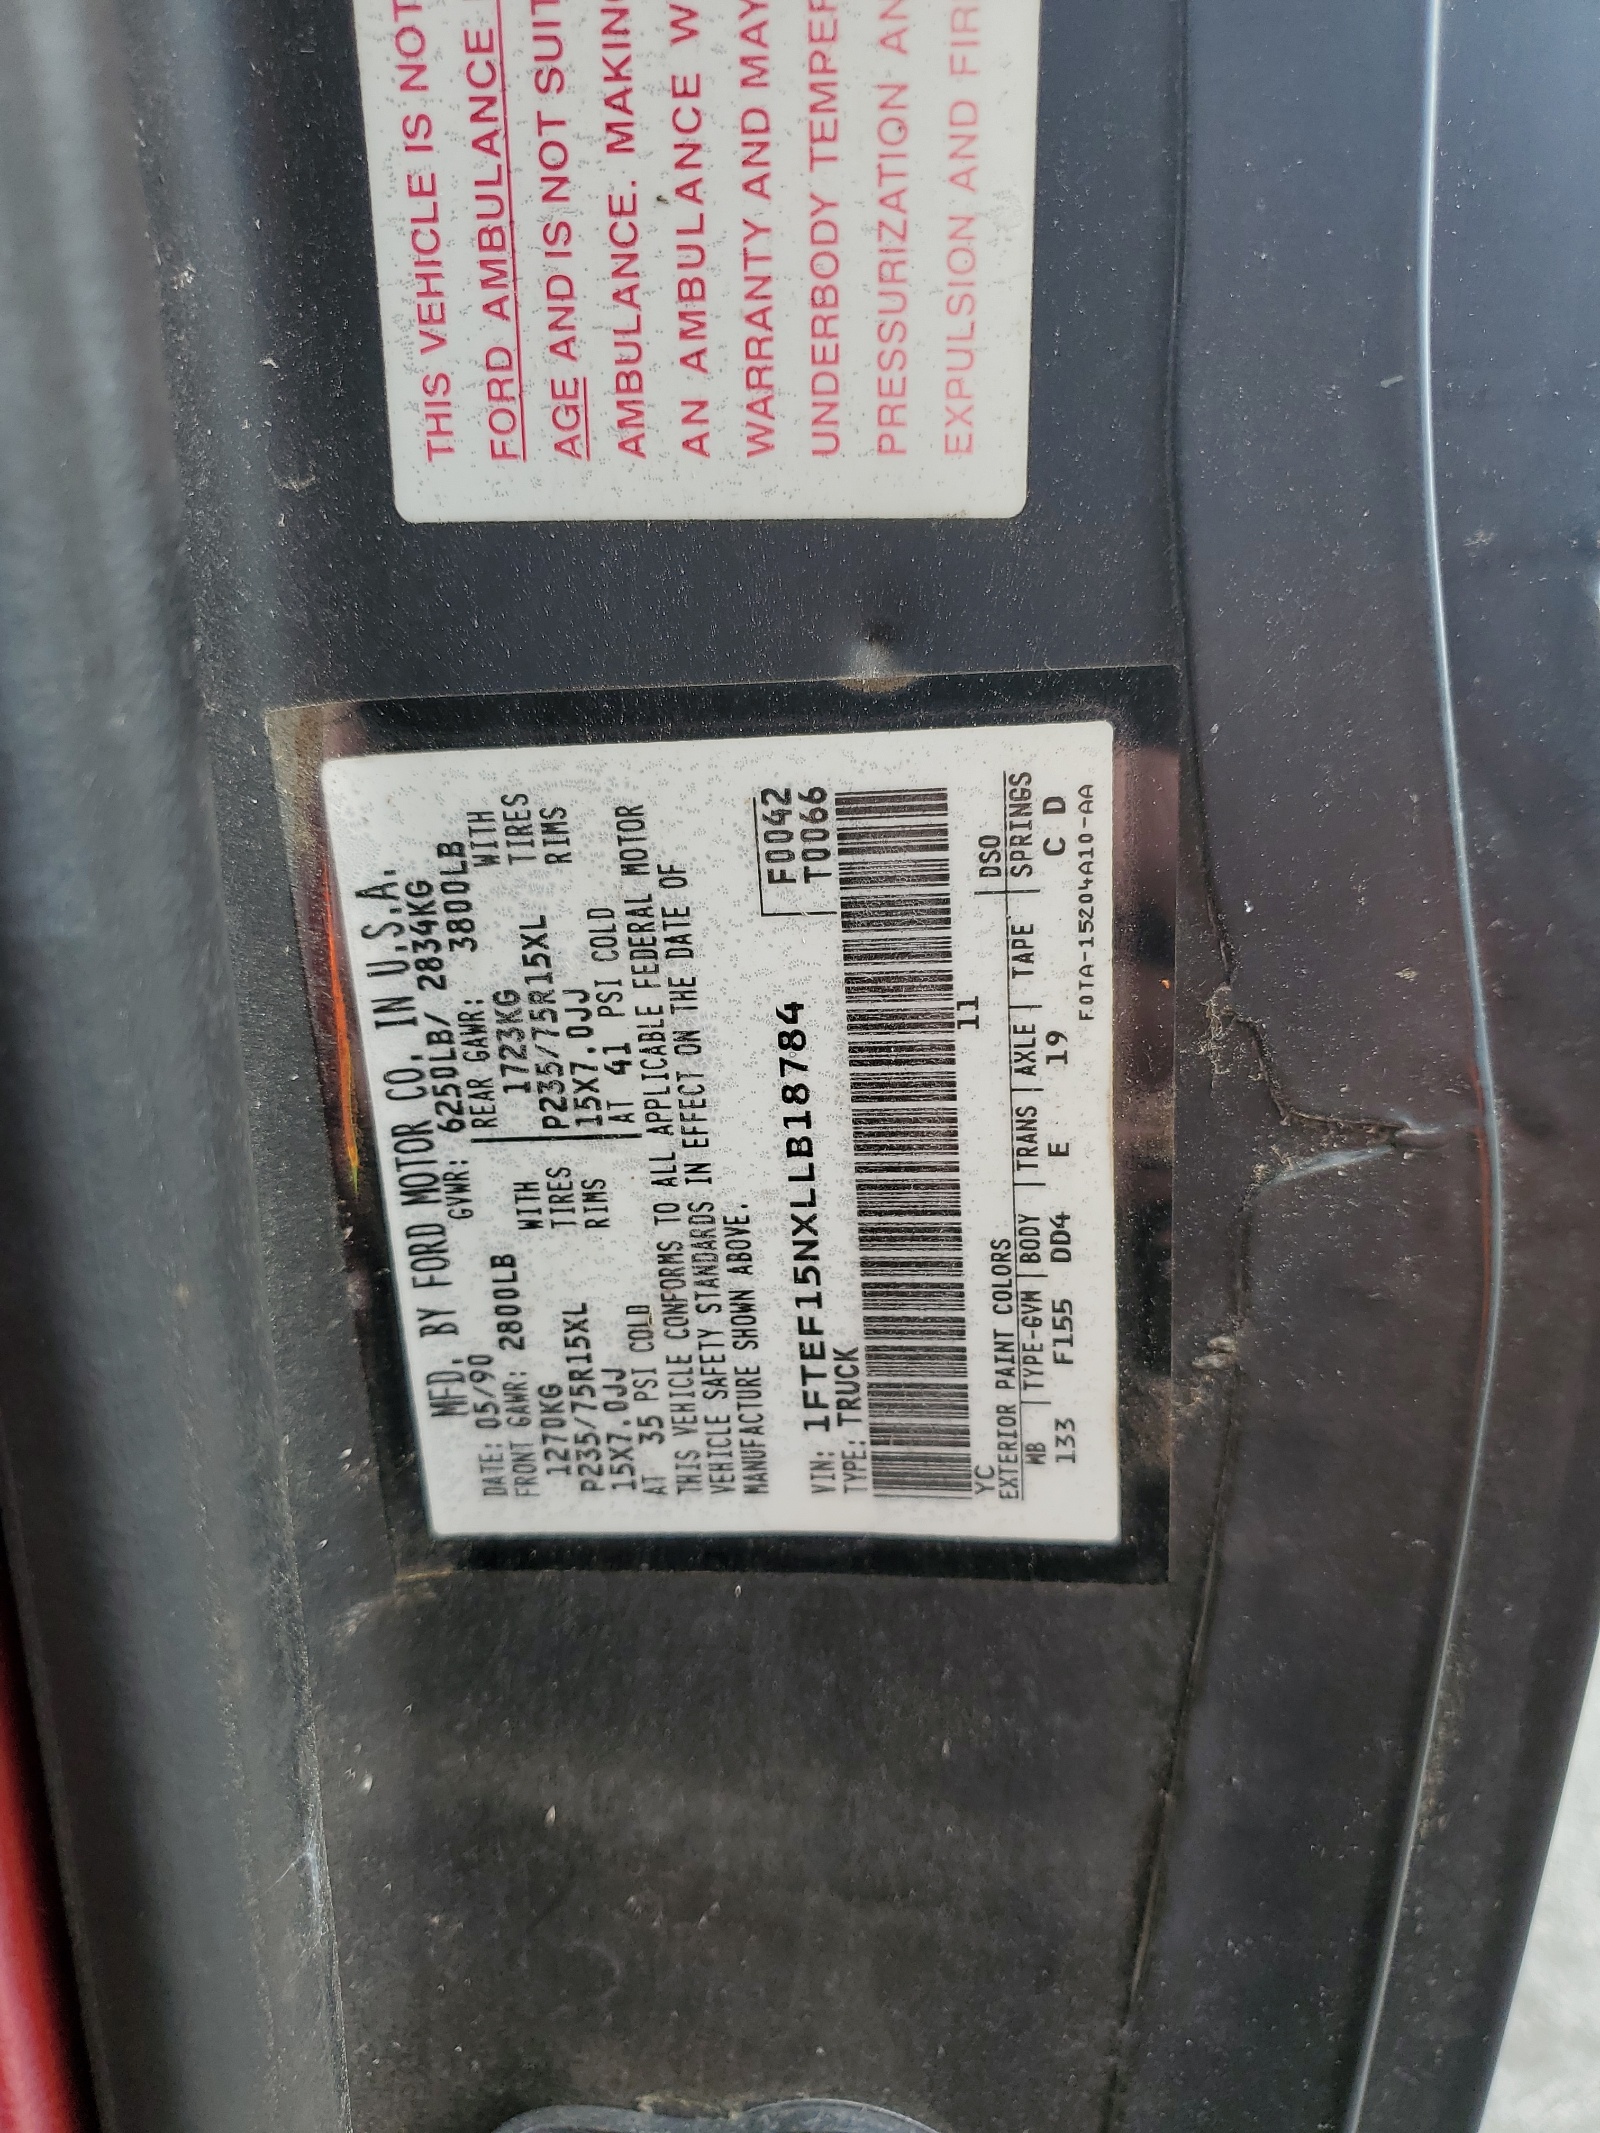 MFD. BY FORD MOTOR CO. IN U.S.A.
DATE: 05/90 GVWR: 6250LB/ 2834KG
FRONT GAWR: 2800LB REAR GAWR: 3800LB
1270KG WITH 1723KG WITH
P235/75R15XL TIRES P235/75R15XL TIRES
15X7.0JJ RIMS 15X7.0JJ RIMS
AT 35 PSI COLD AT 41 PSI COLD
THIS VEHICLE CONFORMS TO ALL APPLICABLE FEDERAL MOTOR
VEHICLE SAFETY STANDARDS IN EFFECT ON THE DATE OF
MANUFACTURE SHOWN ABOVE.
F0042
VIN: 1FTEF15NXLLB18784 T0066
TYPE: TRUCK
YC 11
EXTERIOR PAINT COLORS DSO
WB TYPE-GVM BODY TRANS AXLE TAPE SPRINGS
133 F155 DD4 E 19 C D
F0TA-15204A10-AA
THIS VEHICLE IS NOT
FORD AMBULANCE
AGE AND IS NOT SUIT
AMBULANCE. MAKING
AN AMBULANCE W
WARRANTY AND MAY
UNDERBODY TEMPER
PRESSURIZATION AN
EXPULSION AND FIR